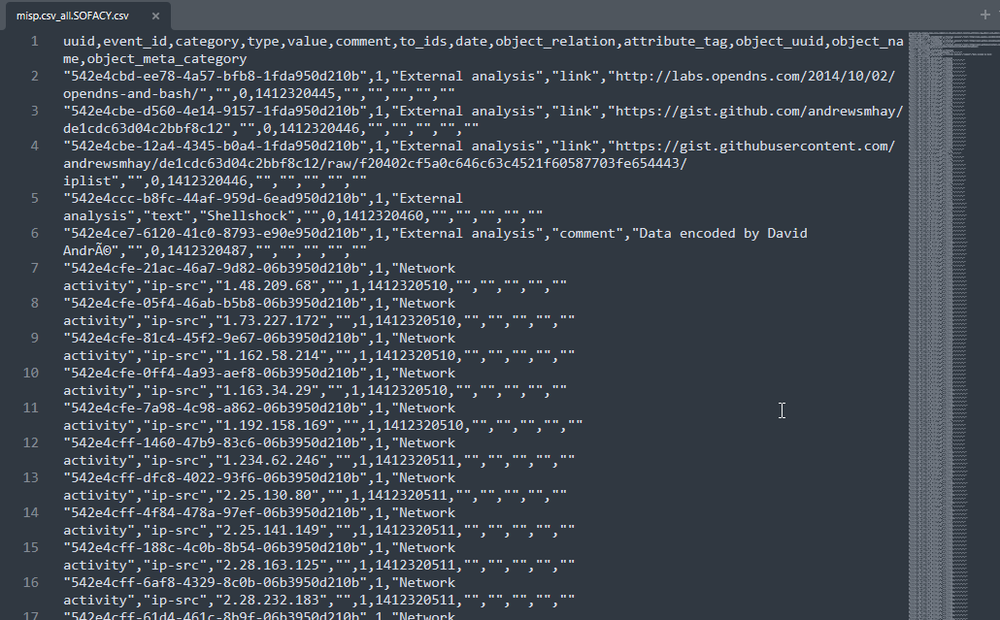 misp.csv_all.SOFACY.csv ×
1 uuid,event_id,category,type,value,comment,to_ids,date,object_relation,attribute_tag,object_uuid,object_na
me,object_meta_category
2 "542e4cbd-ee78-4a57-bfb8-1fda950d210b",1,"External analysis","link","http://labs.opendns.com/2014/10/02/
opendns-and-bash/","",0,1412320445,"","","","",""
3 "542e4cbe-d560-4e14-9157-1fda950d210b",1,"External analysis","link","https://gist.github.com/andrewsmhay/
de1cdc63d04c2bbf8c12","",0,1412320446,"","","","",""
4 "542e4cbe-12a4-4345-b0a4-1fda950d210b",1,"External analysis","link","https://gist.githubusercontent.com/
andrewsmhay/de1cdc63d04c2bbf8c12/raw/f20402cf5a0c646c63c4521f60587703fe654443/
iplist","",0,1412320446,"","","","",""
5 "542e4ccc-b8fc-44af-959d-6ead950d210b",1,"External
analysis","text","Shellshock","",0,1412320460,"","","","",""
6 "542e4ce7-6120-41c0-8793-e90e950d210b",1,"External analysis","comment","Data encoded by David
AndrÃ©","",0,1412320487,"","","","",""
7 "542e4cfe-21ac-46a7-9d82-06b3950d210b",1,"Network
activity","ip-src","1.48.209.68","",1,1412320510,"","","","",""
8 "542e4cfe-05f4-46ab-b5b8-06b3950d210b",1,"Network
activity","ip-src","1.73.227.172","",1,1412320510,"","","","",""
9 "542e4cfe-81c4-45f2-9e67-06b3950d210b",1,"Network
activity","ip-src","1.162.58.214","",1,1412320510,"","","","",""
10 "542e4cfe-0ff4-4a93-aef8-06b3950d210b",1,"Network
activity","ip-src","1.163.34.29","",1,1412320510,"","","","",""
11 "542e4cfe-7a98-4c98-a862-06b3950d210b",1,"Network
activity","ip-src","1.192.158.169","",1,1412320510,"","","","",""
12 "542e4cff-1460-47b9-83c6-06b3950d210b",1,"Network
activity","ip-src","1.234.62.246","",1,1412320511,"","","","",""
13 "542e4cff-dfc8-4022-93f6-06b3950d210b",1,"Network
activity","ip-src","2.25.130.80","",1,1412320511,"","","","",""
14 "542e4cff-4f84-478a-97ef-06b3950d210b",1,"Network
activity","ip-src","2.25.141.149","",1,1412320511,"","","","",""
15 "542e4cff-188c-4c0b-8b54-06b3950d210b",1,"Network
activity","ip-src","2.28.163.125","",1,1412320511,"","","","",""
16 "542e4cff-6af8-4329-8c0b-06b3950d210b",1,"Network
activity","ip-src","2.28.232.183","",1,1412320511,"","","","",""
17 "542e4cff-61d4-461c-8b9f-06b3950d210b",1,"Network